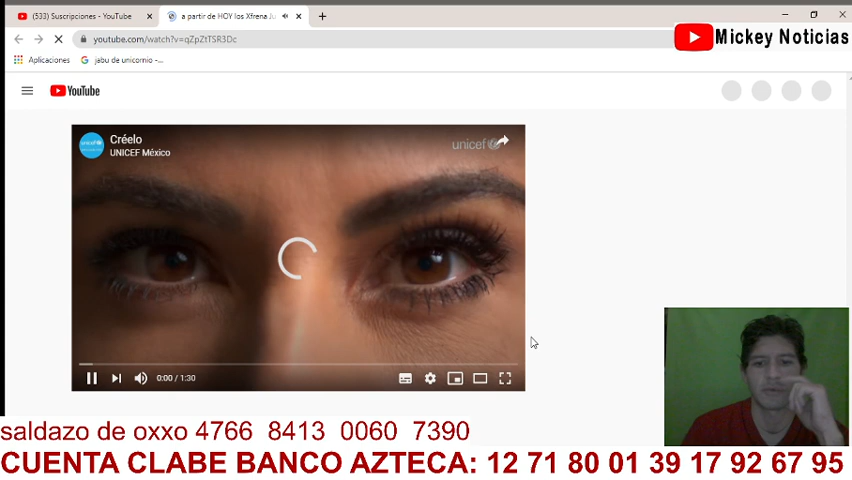 (533) Suscripciones - YouTube
a partir de HOY los Xfrena Ju
youtube.com/watch?v=qZpZtTSR3Dc
Mickey Noticias
Aplicaciones
jabu de unicornio -...
YouTube
Créelo
UNICEF México
unicef
0:00 / 1:30
saldazo de oxxo 4766 8413 0060 7390
CUENTA CLABE BANCO AZTECA: 12 71 80 01 39 17 92 67 95